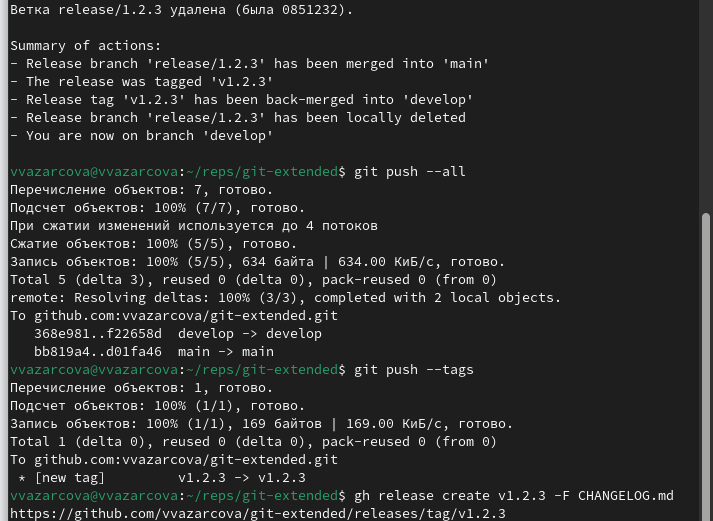 Ветка release/1.2.3 удалена (была 0851232).
Summary of actions:
- Release branch 'release/1.2.3' has been merged into 'main'
- The release was tagged 'v1.2.3'
- Release tag 'v1.2.3' has been back-merged into 'develop'
- Release branch 'release/1.2.3' has been locally deleted
- You are now on branch 'develop'
vvazarcova@vvazarcova:~/reps/git-extended$ git push --all
Перечисление объектов: 7, готово.
Подсчет объектов: 100% (7/7), готово.
При сжатии изменений используется до 4 потоков
Сжатие объектов: 100% (5/5), готово.
Запись объектов: 100% (5/5), 634 байта | 634.00 КиБ/с, готово.
Total 5 (delta 3), reused 0 (delta 0), pack-reused 0 (from 0)
remote: Resolving deltas: 100% (3/3), completed with 2 local objects.
To github.com:vvazarcova/git-extended.git
   368e981..f22658d  develop -> develop
   bb819a4..d01fa46  main -> main
vvazarcova@vvazarcova:~/reps/git-extended$ git push --tags
Перечисление объектов: 1, готово.
Подсчет объектов: 100% (1/1), готово.
Запись объектов: 100% (1/1), 169 байтов | 169.00 КиБ/с, готово.
Total 1 (delta 0), reused 0 (delta 0), pack-reused 0 (from 0)
To github.com:vvazarcova/git-extended.git
 * [new tag]         v1.2.3 -> v1.2.3
vvazarcova@vvazarcova:~/reps/git-extended$ gh release create v1.2.3 -F CHANGELOG.md
https://github.com/vvazarcova/git-extended/releases/tag/v1.2.3